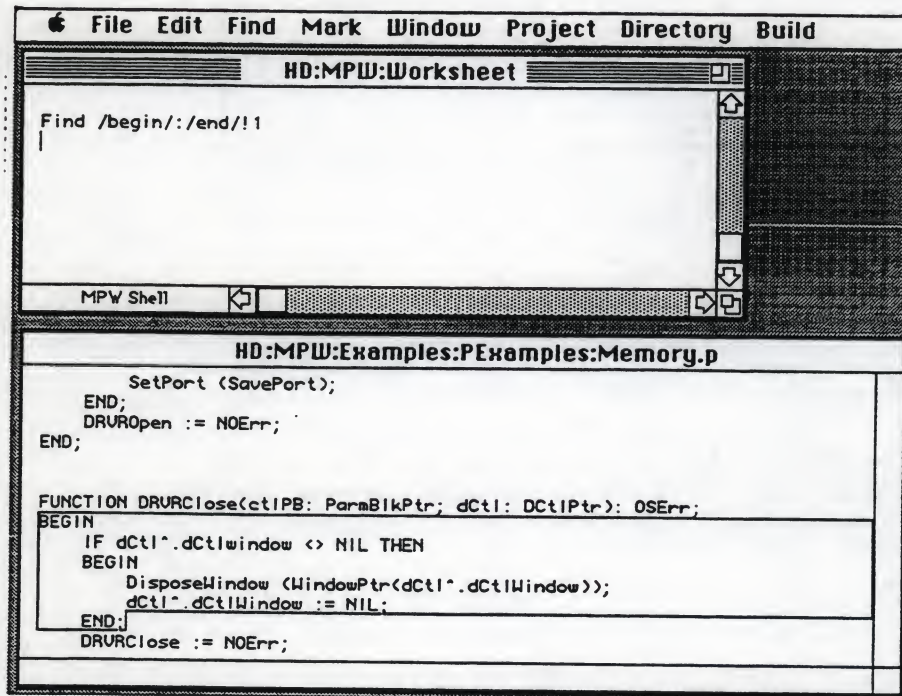 File Edit Find Mark Window Project Directory Build
HD:MPW:Worksheet
Find /begin/:/end/!1
MPW Shell
HD:MPW:Examples:PExamples:Memory.p
SetPort (SavePort);
END;
DRVROpen := NOErr;
END;
FUNCTION DRVRClose(ctlPB: ParmBlkPtr; dCtl: DCtlPtr): OSErr;
BEGIN
IF dCtl^.dCtlwindow <> NIL THEN
BEGIN
DisposeWindow (WindowPtr(dCtl^.dCtlWindow));
dCtl^.dCtlWindow := NIL;
END;
DRVRClose := NOErr;